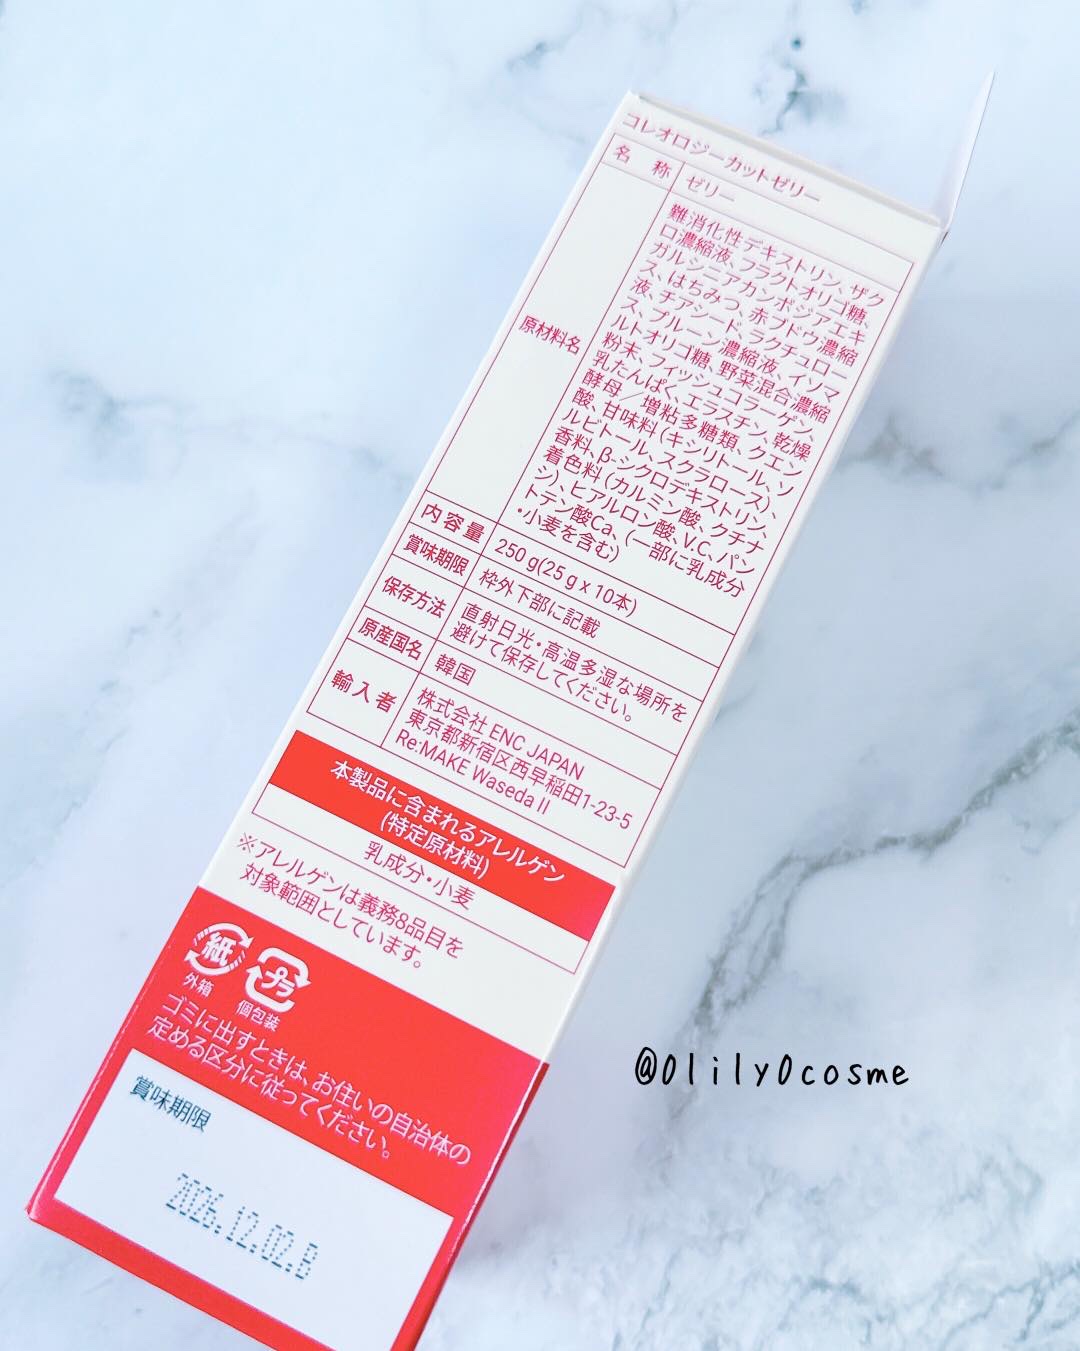 コレオロジーカットゼリー
名 称 ゼリー
原材料名
難消化性デキストリン、ザク
ロ濃縮液、フラクトオリゴ糖、
ガルシニアカンボジアエキ
ス、はちみつ、赤ブドウ濃縮
液、チアシード、ラクチュロー
ス、プルーン濃縮液、イソマ
ルトオリゴ糖、野菜混合濃縮
粉末、フィッシュコラーゲン、
乳たんぱく、エラスチン、乾燥
酵母／増粘多糖類、クエン
酸、甘味料(キシリトール、ソ
ルビトール、スクラロース)、
香料、β-シクロデキストリン、
着色料(カルミン酸、クチナ
シ)、ヒアルロン酸、V.C、パン
トテン酸Ca、(一部に乳成分
・小麦を含む)
内容量 250 g(25 g x 10本)
賞味期限 枠外下部に記載
保存方法 直射日光・高温多湿な場所を
避けて保存してください。
原産国名 韓国
輸入者 株式会社 ENC JAPAN
東京都新宿区西早稲田1-23-5
Re:MAKE Waseda II
本製品に含まれるアレルゲン
(特定原材料)
乳成分・小麦
※アレルゲンは義務8品目を
対象範囲としています。
紙 プラ
外箱 個包装
ゴミに出すときは、お住いの自治体の
定める区分に従ってください。
賞味期限
2026.12.02.B
@0lily0cosme